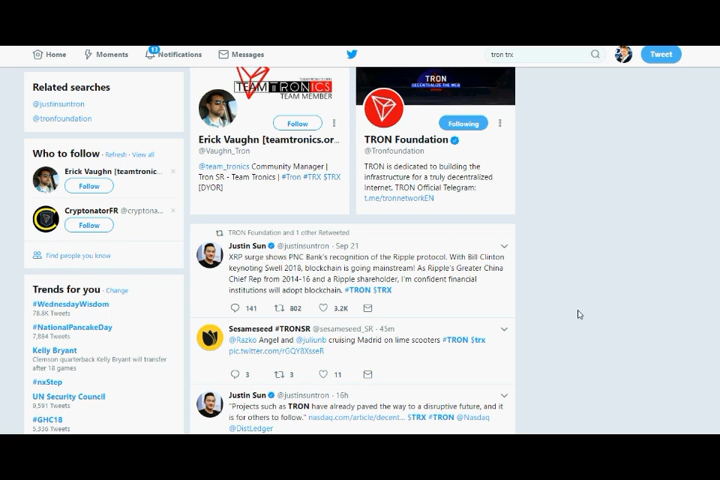 Home
Moments
13
Notifications
Messages
tron trx
Tweet
Related searches
@justinsuntron
@tronfoundation
Who to follow · Refresh · View all
Erick Vaughn [teamtronic...
Follow
CryptonatorFR @cryptona...
Follow
Find people you know
Trends for you · Change
#WednesdayWisdom
78.8K Tweets
#NationalPancakeDay
7,884 Tweets
Kelly Bryant
Clemson quarterback Kelly Bryant will transfer
after 18 games
#nxStep
UN Security Council
9,591 Tweets
#GHC18
5,336 Tweets
TEAMTRONICS
TEAM MEMBER
Follow
Erick Vaughn [teamtronics.or...
@Vaughn_Tron
@team_tronics Community Manager |
Tron SR - Team Tronics | #Tron #TRX $TRX
[DYOR]
TRON
DECENTRALIZE THE WEB
Following
TRON Foundation
@Tronfoundation
TRON is dedicated to building the
infrastructure for a truly decentralized
Internet. TRON Official Telegram:
t.me/tronnetworkEN
TRON Foundation and 1 other Retweeted
Justin Sun @justinsuntron · Sep 21
XRP surge shows PNC Bank's recognition of the Ripple protocol. With Bill Clinton
keynoting Swell 2018, blockchain is going mainstream! As Ripple's Greater China
Chief Rep from 2014-16 and a Ripple shareholder, I'm confident financial
institutions will adopt blockchain. #TRON $TRX
141 802 3.2K
Sesameseed #TRONSR @sesameseed_SR · 45m
@Razko Angel and @juliunb cruising Madrid on lime scooters #TRON $trx
pic.twitter.com/rGQY8XsseR
3 3 11
Justin Sun @justinsuntron · 16h
"Projects such as TRON have already paved the way to a disruptive future, and it
is for others to follow." nasdaq.com/article/decent... $TRX #TRON @Nasdaq
@DistLedger